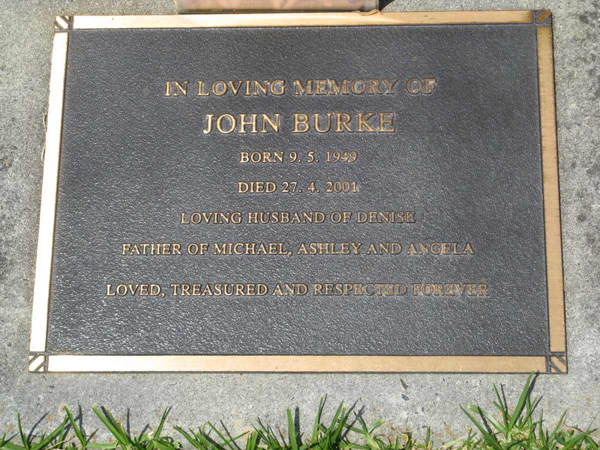 IN LOVING MEMORY OF
JOHN BURKE
BORN 9. 5. 1949
DIED 27. 4. 2001
LOVING HUSBAND OF DENISE
FATHER OF MICHAEL, ASHLEY AND ANGELA
LOVED, TREASURED AND RESPECTED FOREVER